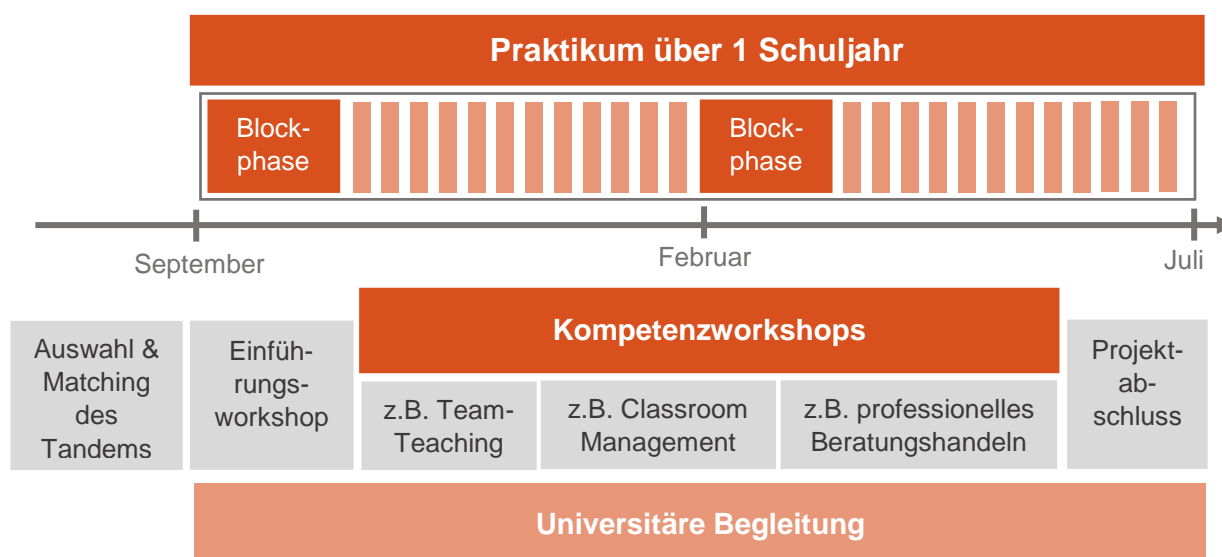 Praktikum über 1 Schuljahr
Block-
phase
Block-
phase
September
Februar
Juli
Auswahl &
Matching
des
Tandems
Einfüh-
rungs-
workshop
Kompetenzworkshops
z.B. Team-
Teaching
z.B. Classroom
Management
z.B. professionelles
Beratungshandeln
Projekt-
ab-
schluss
Universitäre Begleitung